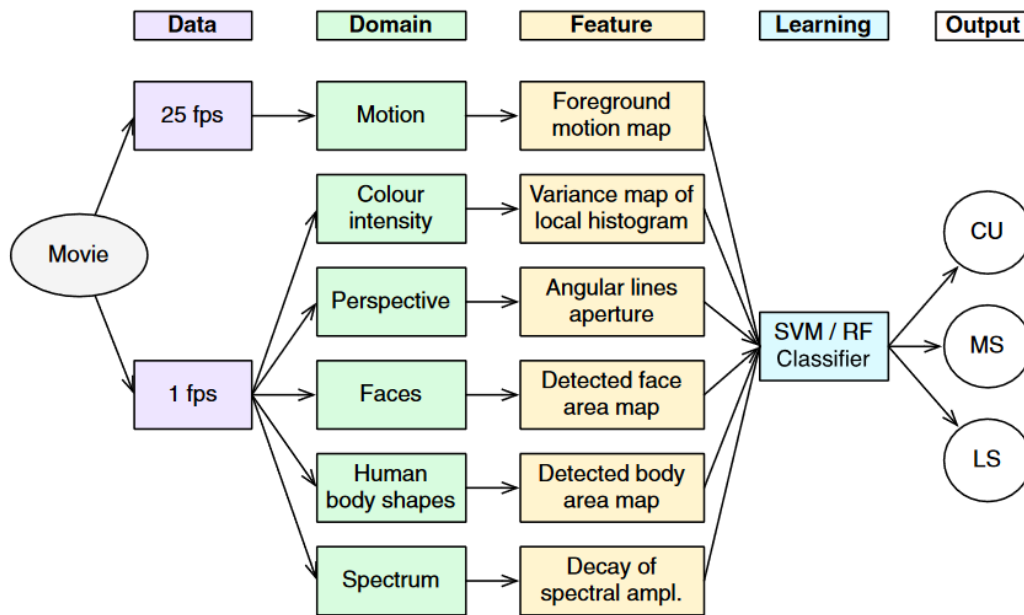 Data
Domain
Feature
Learning
Output
25 fps
Motion
Foreground
motion map
Colour
intensity
Variance map of
local histogram
Movie
Perspective
Angular lines
aperture
1 fps
Faces
Detected face
area map
Human
body shapes
Detected body
area map
Spectrum
Decay of
spectral ampl.
SVM / RF
Classifier
CU
MS
LS